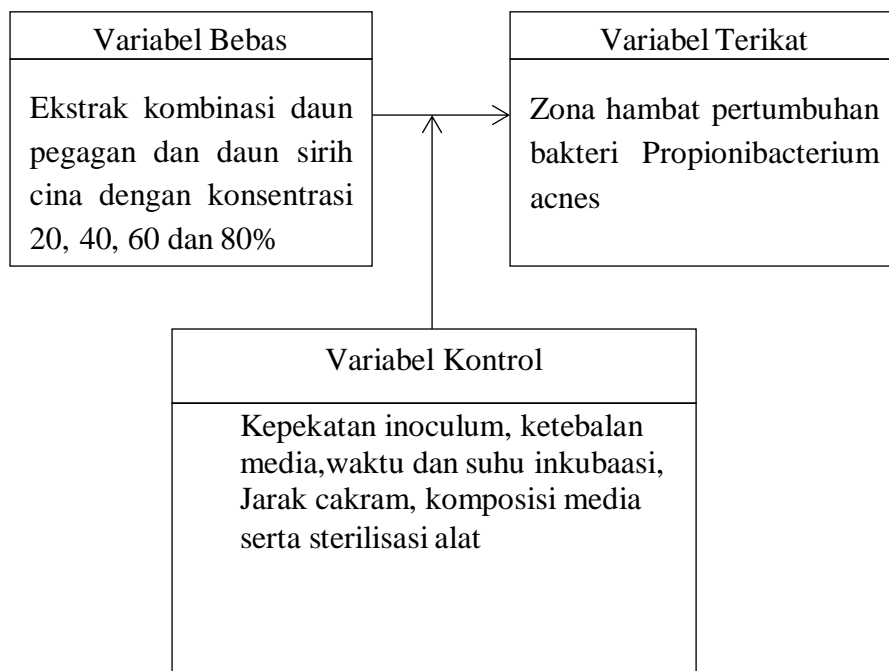 Variabel Bebas
Ekstrak kombinasi daun
pegagan dan daun sirih
cina dengan konsentrasi
20, 40, 60 dan 80%
Variabel Terikat
Zona hambat pertumbuhan
bakteri Propionibacterium
acnes
Variabel Kontrol
Kepekatan inoculum, ketebalan
media,waktu dan suhu inkubaasi,
Jarak cakram, komposisi media
serta sterilisasi alat